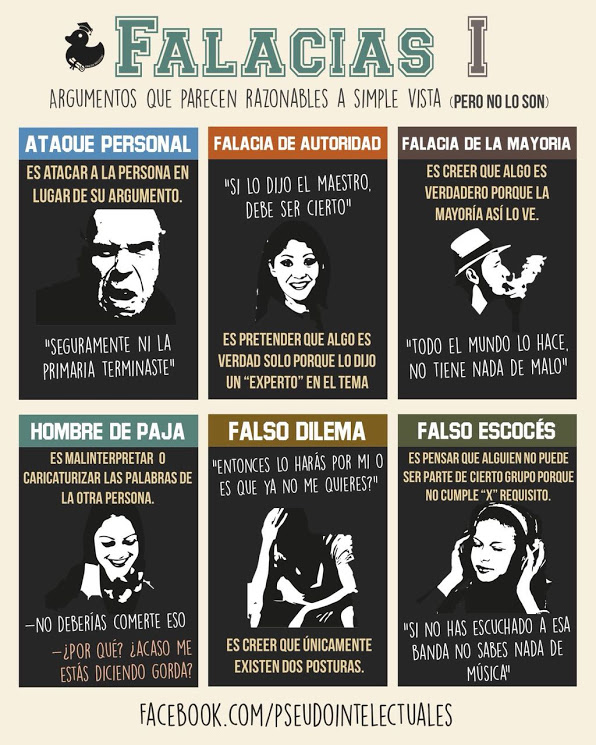 FALACIAS I
ARGUMENTOS QUE PARECEN RAZONABLES A SIMPLE VISTA (PERO NO LO SON)
ATAQUE PERSONAL
ES ATACAR A LA PERSONA EN
LUGAR DE SU ARGUMENTO.
"SEGURAMENTE NI LA
PRIMARIA TERMINASTE"
FALACIA DE AUTORIDAD
"SI LO DIJO EL MAESTRO,
DEBE SER CIERTO"
ES PRETENDER QUE ALGO ES
VERDAD SOLO PORQUE LO DIJO
UN "EXPERTO" EN EL TEMA
FALACIA DE LA MAYORIA
ES CREER QUE ALGO ES
VERDADERO PORQUE LA
MAYORÍA ASÍ LO VE.
"TODO EL MUNDO LO HACE,
NO TIENE NADA DE MALO"
HOMBRE DE PAJA
ES MALINTERPRETAR O
CARICATURIZAR LAS PALABRAS DE
LA OTRA PERSONA.
–NO DEBERÍAS COMERTE ESO
–¿POR QUÉ? ¿ACASO ME
ESTÁS DICIENDO GORDA?
FALSO DILEMA
"ENTONCES LO HARÁS POR MI O
ES QUE YA NO ME QUIERES?"
ES CREER QUE ÚNICAMENTE
EXISTEN DOS POSTURAS.
FALSO ESCOCÉS
ES PENSAR QUE ALGUIEN NO PUEDE
SER PARTE DE CIERTO GRUPO PORQUE
NO CUMPLE "X" REQUISITO.
"SI NO HAS ESCUCHADO A ESA
BANDA NO SABES NADA DE
MÚSICA"
FACEBOOK.COM/PSEUDOINTELECTUALES